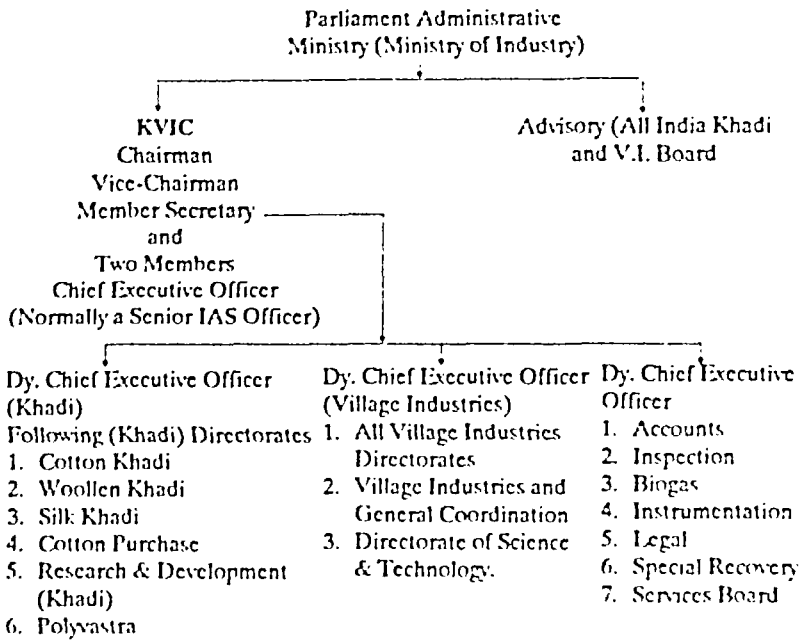 Parliament Administrative
Ministry (Ministry of Industry)
KVIC
Chairman
Vice-Chairman
Member Secretary
and
Two Members
Chief Executive Officer
(Normally a Senior IAS Officer)
Advisory (All India Khadi
and V.I. Board
Dy. Chief Executive Officer
(Khadi)
Following (Khadi) Directorates
1. Cotton Khadi
2. Woollen Khadi
3. Silk Khadi
4. Cotton Purchase
5. Research & Development
(Khadi)
6. Polyvastra
Dy. Chief Executive Officer
(Village Industries)
1. All Village Industries
Directorates
2. Village Industries and
General Coordination
3. Directorate of Science
& Technology.
Dy. Chief Executive
Officer
1. Accounts
2. Inspection
3. Biogas
4. Instrumentation
5. Legal
6. Special Recovery
7. Services Board